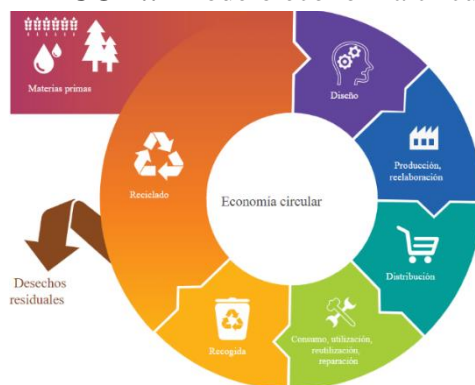 Materias primas
Diseño
Producción,
reelaboración
Reciclado
Economía circular
Distribución
Desechos
residuales
Consumo, utilización,
reutilización,
reparación
Recogida